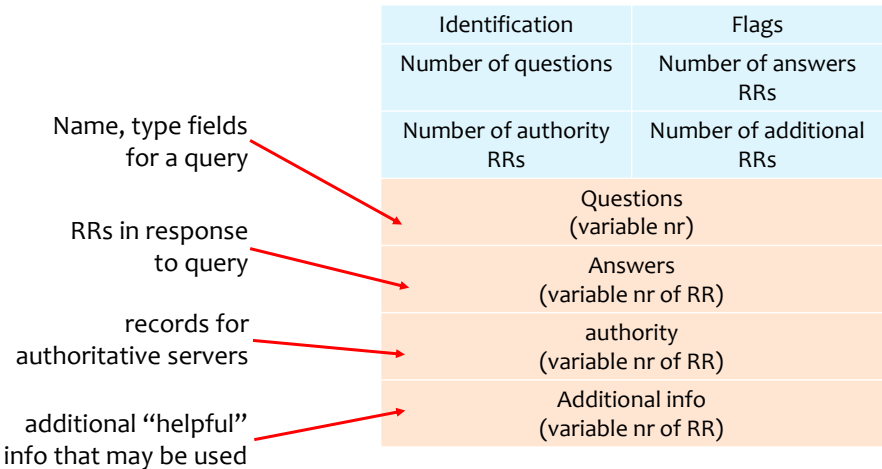 Identification
Flags
Number of questions
Number of answers
RRs
Number of authority
RRs
Number of additional
RRs
Name, type fields
for a query
Questions
(variable nr)
RRs in response
to query
Answers
(variable nr of RR)
records for
authoritative servers
authority
(variable nr of RR)
additional “helpful”
info that may be used
Additional info
(variable nr of RR)